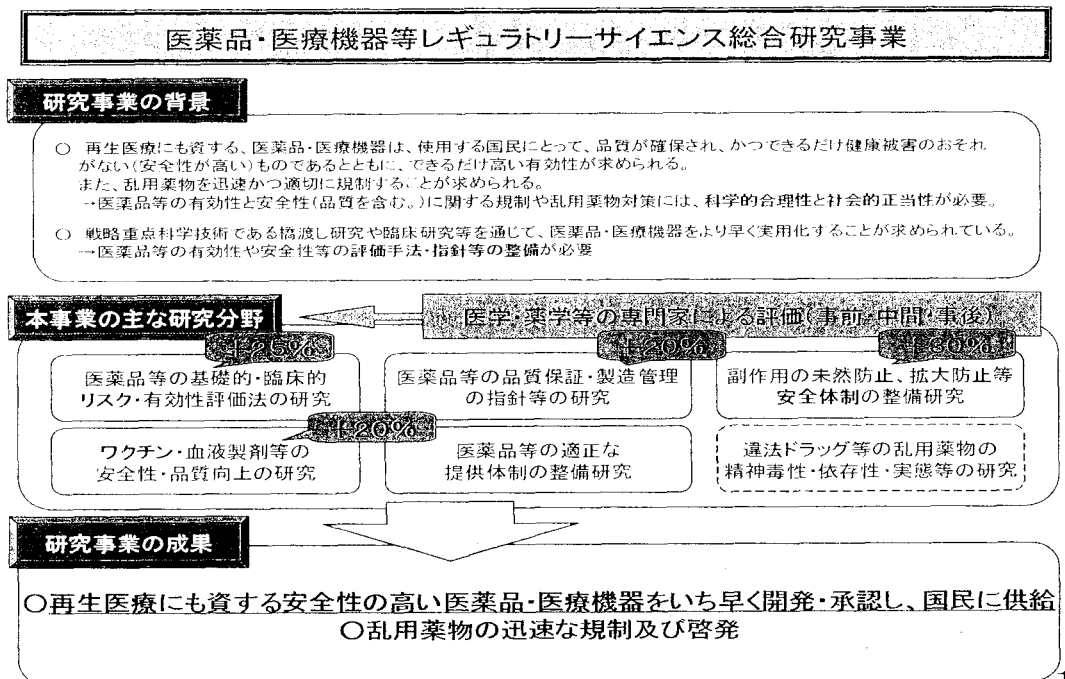 医薬品・医療機器等レギュラトリーサイエンス総合研究事業
研究事業の背景
○ 再生医療にも資する、医薬品・医療機器は、使用する国民にとって、品質が確保され、かつできるだけ健康被害のおそれ
がない(安全性が高い)ものであるとともに、できるだけ高い有効性が求められる。
また、乱用薬物を迅速かつ適切に規制することが求められる。
→医薬品等の有効性と安全性(品質を含む。)に関する規制や乱用薬物対策には、科学的合理性と社会的正当性が必要。
○ 戦略重点科学技術である橋渡し研究や臨床研究等を通じて、医薬品・医療機器をより早く実用化することが求められている。
→医薬品等の有効性や安全性等の評価手法・指針等の整備が必要
本事業の主な研究分野
医学・薬学等の専門家による評価(事前・中間・事後)
+25%
医薬品等の基礎的・臨床的
リスク・有効性評価法の研究
+20%
医薬品等の品質保証・製造管理
の指針等の研究
+30%
副作用の未然防止、拡大防止等
安全体制の整備研究
+20%
ワクチン・血液製剤等の
安全性・品質向上の研究
医薬品等の適正な
提供体制の整備研究
違法ドラッグ等の乱用薬物の
精神毒性・依存性・実態等の研究
研究事業の成果
○再生医療にも資する安全性の高い医薬品・医療機器をいち早く開発・承認し、国民に供給
○乱用薬物の迅速な規制及び啓発